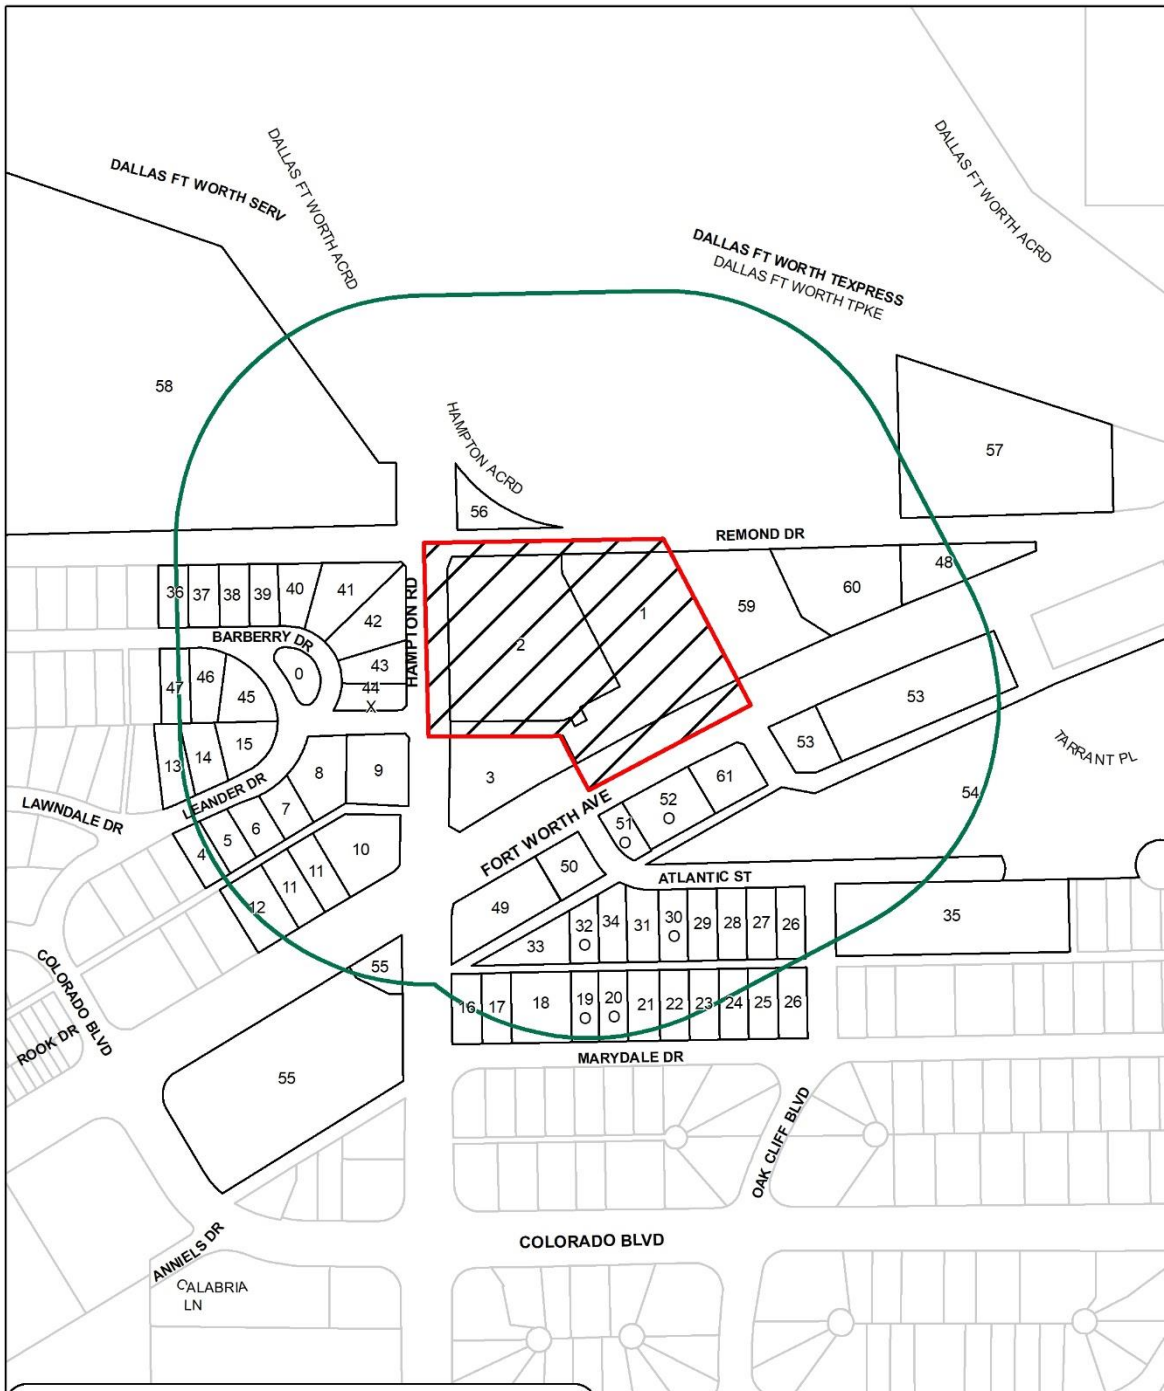 DALLAS FT WORTH SERV
DALLAS FT WORTH ACRD
DALLAS FT WORTH ACRD
DALLAS FT WORTH TEXPRESS
DALLAS FT WORTH TPKE
58
HAMPTON ACRD
57
56
REMOND DR
48
36
37
38
39
40
41
42
HAMPTON RD
1
2
59
60
BARBERRY DR
43
0
44
X
47
46
45
53
13
14
15
53
TARRANT PL
8
9
3
61
LEANDER DR
LAWNDALE DR
7
6
5
4
52
O
51
O
54
FORT WORTH AVE
10
11
11
12
50
49
ATLANTIC ST
33
32
O
34
31
30
O
29
28
27
26
35
COLORADO BLVD
55
16
17
18
19
O
20
O
21
22
23
24
25
26
ROOK DR
MARYDALE DR
55
OAK CLIFF BLVD
COLORADO BLVD
ANNIELS DR
CALABRIA
LN